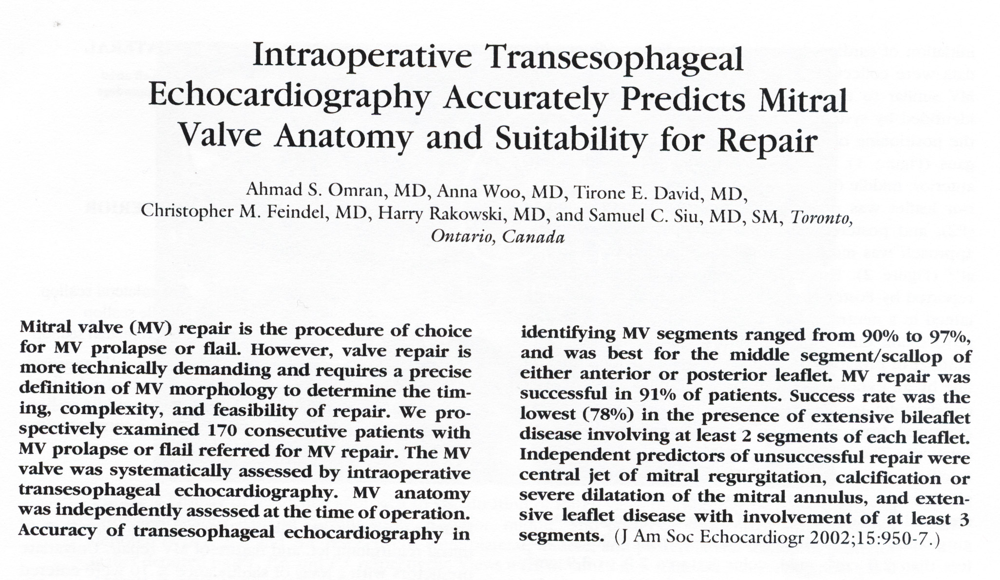 Intraoperative Transesophageal
Echocardiography Accurately Predicts Mitral
Valve Anatomy and Suitability for Repair
Ahmad S. Omran, MD, Anna Woo, MD, Tirone E. David, MD,
Christopher M. Feindel, MD, Harry Rakowski, MD, and Samuel C. Siu, MD, SM, Toronto,
Ontario, Canada
Mitral valve (MV) repair is the procedure of choice
for MV prolapse or flail. However, valve repair is
more technically demanding and requires a precise
definition of MV morphology to determine the tim-
ing, complexity, and feasibility of repair. We pro-
spectively examined 170 consecutive patients with
MV prolapse or flail referred for MV repair. The MV
valve was systematically assessed by intraoperative
transesophageal echocardiography. MV anatomy
was independently assessed at the time of operation.
Accuracy of transesophageal echocardiography in
identifying MV segments ranged from 90% to 97%,
and was best for the middle segment/scallop of
either anterior or posterior leaflet. MV repair was
successful in 91% of patients. Success rate was the
lowest (78%) in the presence of extensive bileaflet
disease involving at least 2 segments of each leaflet.
Independent predictors of unsuccessful repair were
central jet of mitral regurgitation, calcification or
severe dilatation of the mitral annulus, and exten-
sive leaflet disease with involvement of at least 3
segments. (J Am Soc Echocardiogr 2002;15:950-7.)